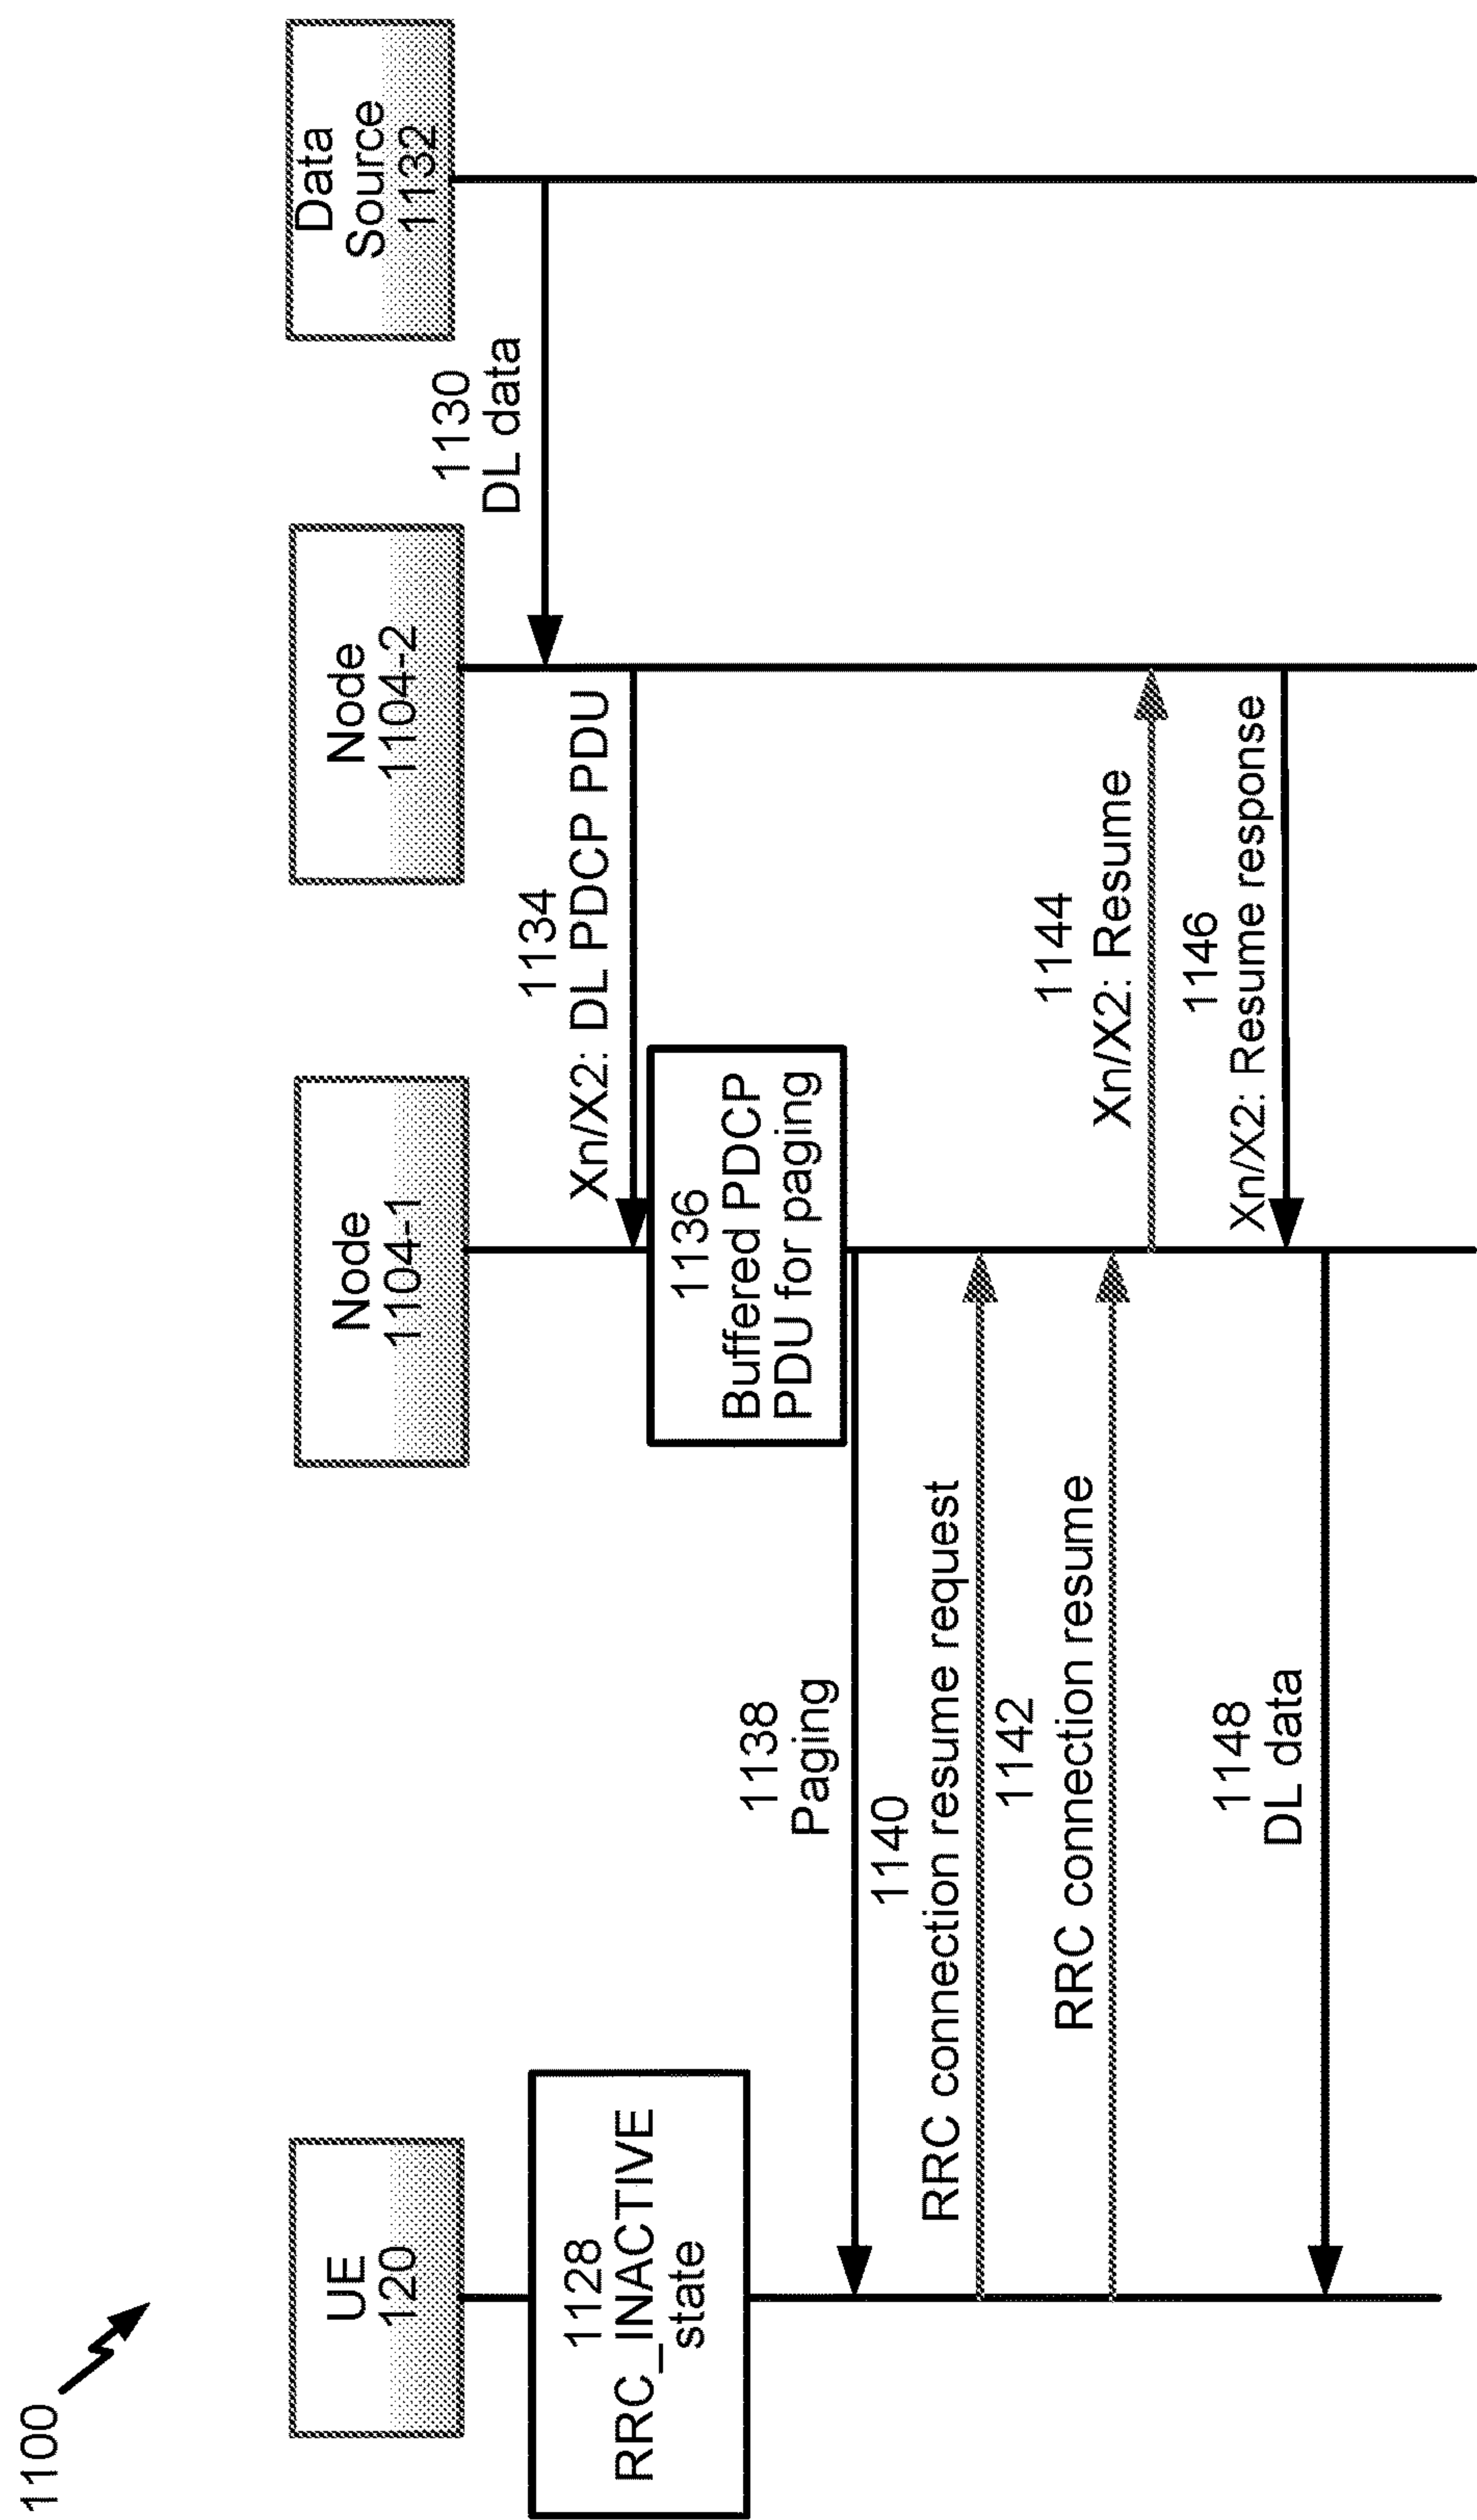 1100
UE
120
Node
1104-1
Node
1104-2
Data
Source
1132
1128
RRC_INACTIVE
state
1130
DL data
1134
Xn/X2: DL PDCP PDU
1136
Buffered PDCP
PDU for paging
1138
Paging
1140
RRC connection resume request
1142
RRC connection resume
1144
Xn/X2: Resume
1146
Xn/X2: Resume response
1148
DL data